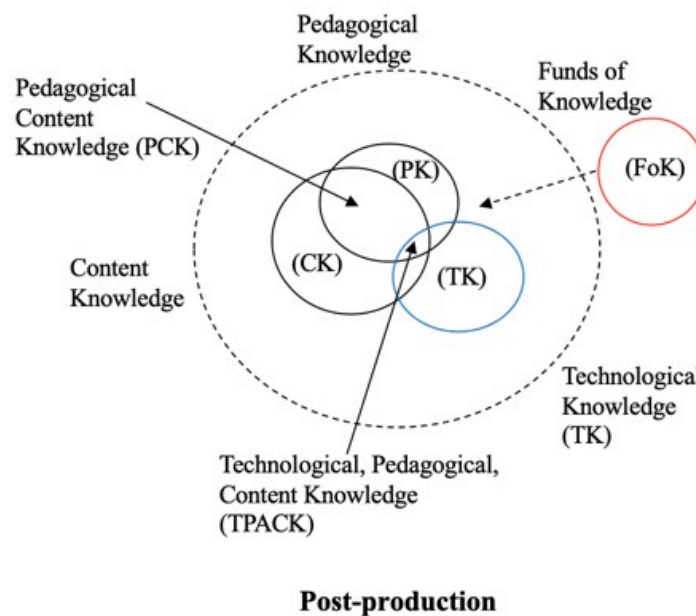 Pedagogical
Knowledge
Funds of
Knowledge
Pedagogical
Content
Knowledge (PCK)
(PK)
(FoK)
(CK)
(TK)
Content
Knowledge
Technological
Knowledge
(TK)
Technological, Pedagogical,
Content Knowledge
(TPACK)
Post-production